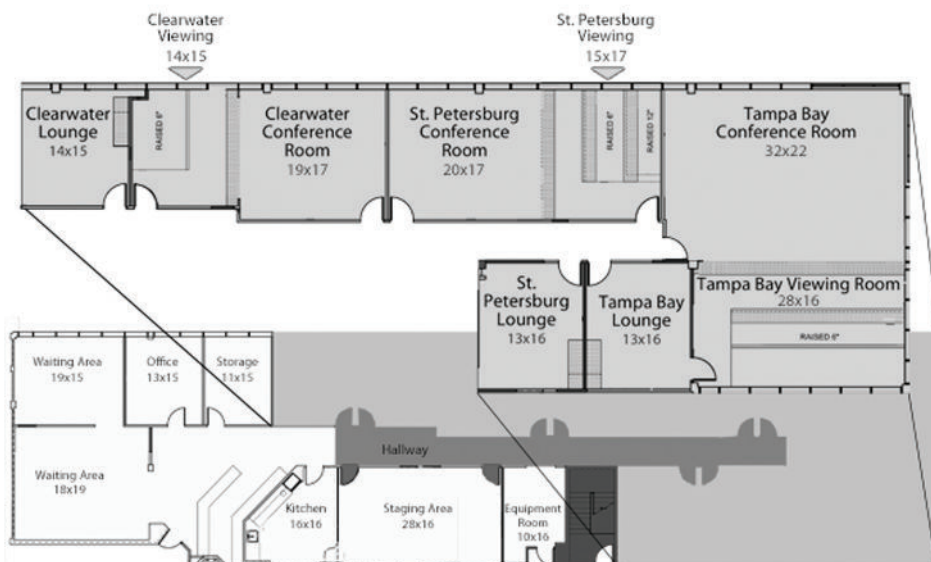 Clearwater
Viewing
14x15
St. Petersburg
Viewing
15x17
Clearwater
Lounge
14x15
RAISED 6"
Clearwater
Conference
Room
19x17
St. Petersburg
Conference
Room
20x17
RAISED 6"
RAISED 12"
Tampa Bay
Conference Room
32x22
St.
Petersburg
Lounge
13x16
Tampa Bay
Lounge
13x16
Tampa Bay Viewing Room
28x16
RAISED 6"
Waiting Area
19x15
Office
13x15
Storage
11x15
Hallway
Waiting Area
18x19
Kitchen
16x16
Staging Area
28x16
Equipment
Room
10x16